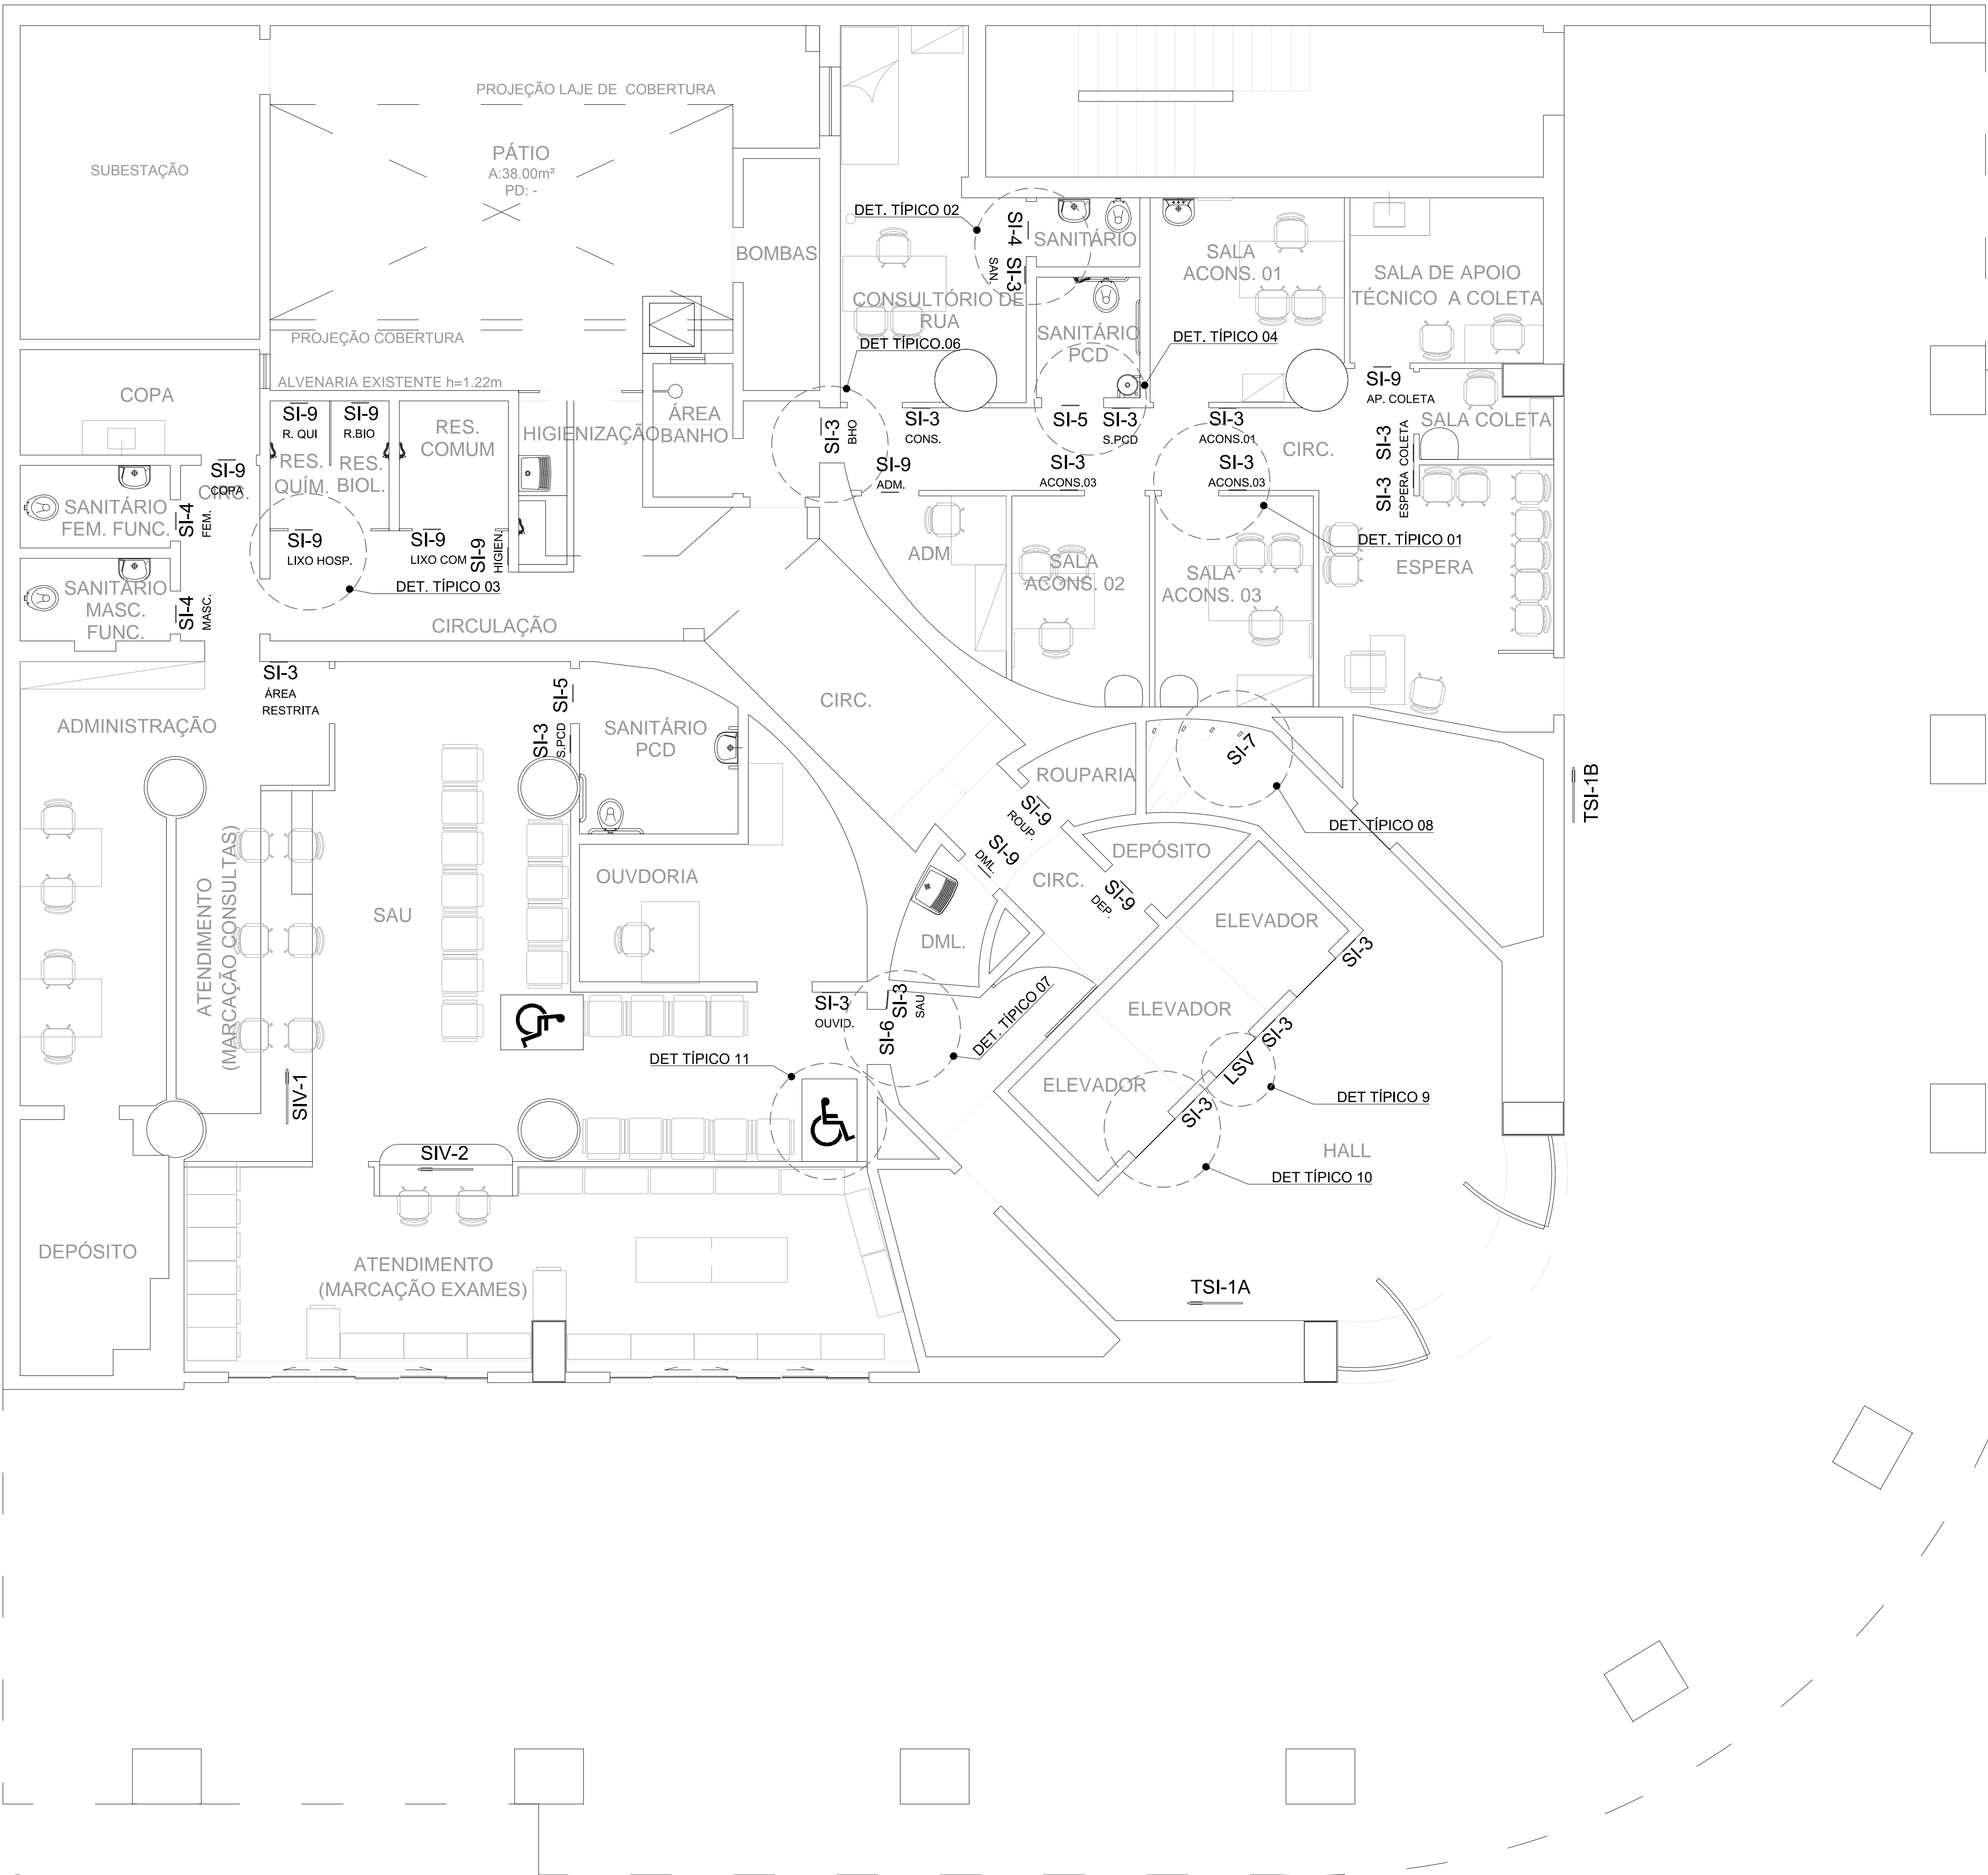 PROJEÇÃO LAJE DE COBERTURA
PÁTIO
A:38.00m²
PD: -
SUBESTAÇÃO
BOMBAS
PROJEÇÃO COBERTURA
ALVENARIA EXISTENTE h=1.22m
COPA
DET. TÍPICO 02
SI-4
SI-3
SAN.
SANITÁRIO
CONSULTÓRIO DE
RUA
DET TÍPICO.06
SANITÁRIO
PCD
DET. TÍPICO 04
SALA
ACONS. 01
SALA DE APOIO
TÉCNICO A COLETA
SI-9
R. QUI
SI-9
R.BIO
RES.
QUÍM.
RES.
BIOL.
RES.
COMUM
HIGIENIZAÇÃO
ÁREA
BANHO
SI-3
BHO
SI-3
CONS.
SI-5
SI-3
S.PCD
SI-3
ACONS.01
SI-9
AP. COLETA
SALA COLETA
CIRC.
SI-3
COLETA
SI-3
ESPERA
SI-9
COPA
CIRC.
SI-9
ADM.
SI-3
ACONS.03
SI-3
ACONS.03
SANITÁRIO
FEM. FUNC.
SI-4
FEM.
SI-9
LIXO HOSP.
SI-9
LIXO COM
SI-9
HIGIEN.
DET. TÍPICO 03
DET. TÍPICO 01
ADM
SALA
ACONS. 02
SALA
ACONS. 03
ESPERA
SANITÁRIO
MASC.
FUNC.
SI-4
MASC.
CIRCULAÇÃO
SI-3
ÁREA
RESTRITA
ADMINISTRAÇÃO
SI-5
SI-3
S.PCD
SANITÁRIO
PCD
CIRC.
ROUPARIA
SI-7
TSI-1B
DET. TÍPICO 08
SI-9
ROUP.
SI-9
DML.
DEPÓSITO
CIRC.
SI-9
DEP.
ATENDIMENTO
(MARCAÇÃO CONSULTAS)
SAU
OUVDORIA
DML.
ELEVADOR
SI-3
ELEVADOR
SI-3
ELEVADOR
SI-3
LSV
SI-3
OUVID.
SI-3
SAU
SI-6
DET. TÍPICO 07
DET TÍPICO 11
DET TÍPICO 9
SIV-1
SIV-2
HALL
DET TÍPICO 10
DEPÓSITO
ATENDIMENTO
(MARCAÇÃO EXAMES)
TSI-1A